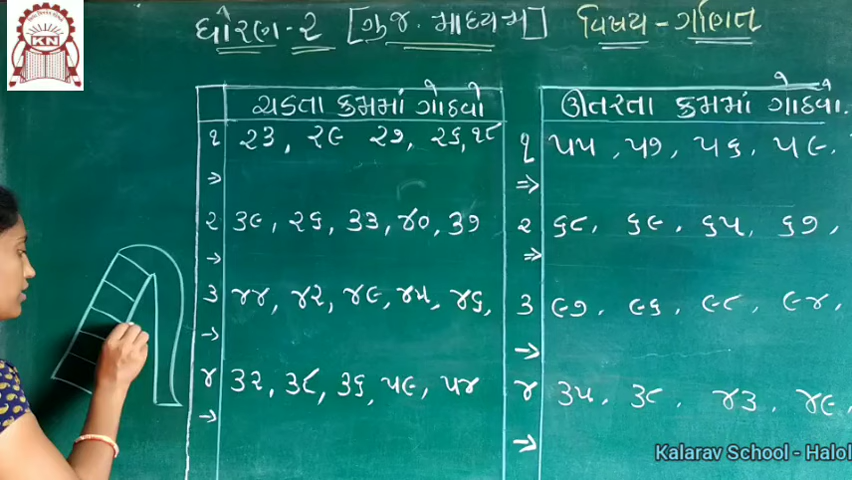 ધોરણ-૨ [ગુજ. માધ્યમ] વિષય-ગણિત
KN
ચડતા ક્રમમાં ગોઠવો
૧ ૨૩, ૨૯ ૨૭, ૨૬, ૨૮
→
૨ ૩૯, ૨૬, ૩૩, ૪૦, ૩૭
→
૩ ૪૪, ૪૨, ૪૯, ૪૫, ૪૬,
→
૪ ૩૨, ૩૮, ૩૬, ૫૯, ૫૪
→
ઊતરતા ક્રમમાં ગોઠવો.
૧ ૫૫, ૫૭, ૫૬, ૫૯,
⇒
૨ ૬૮, ૬૯, ૬૫, ૬૭,
⇒
૩ ૯૭, ૯૬, ૯૮, ૯૪,
→
૪ ૩૫, ૩૮, ૪૩, ૪૯,
→
Kalarav School - Halol